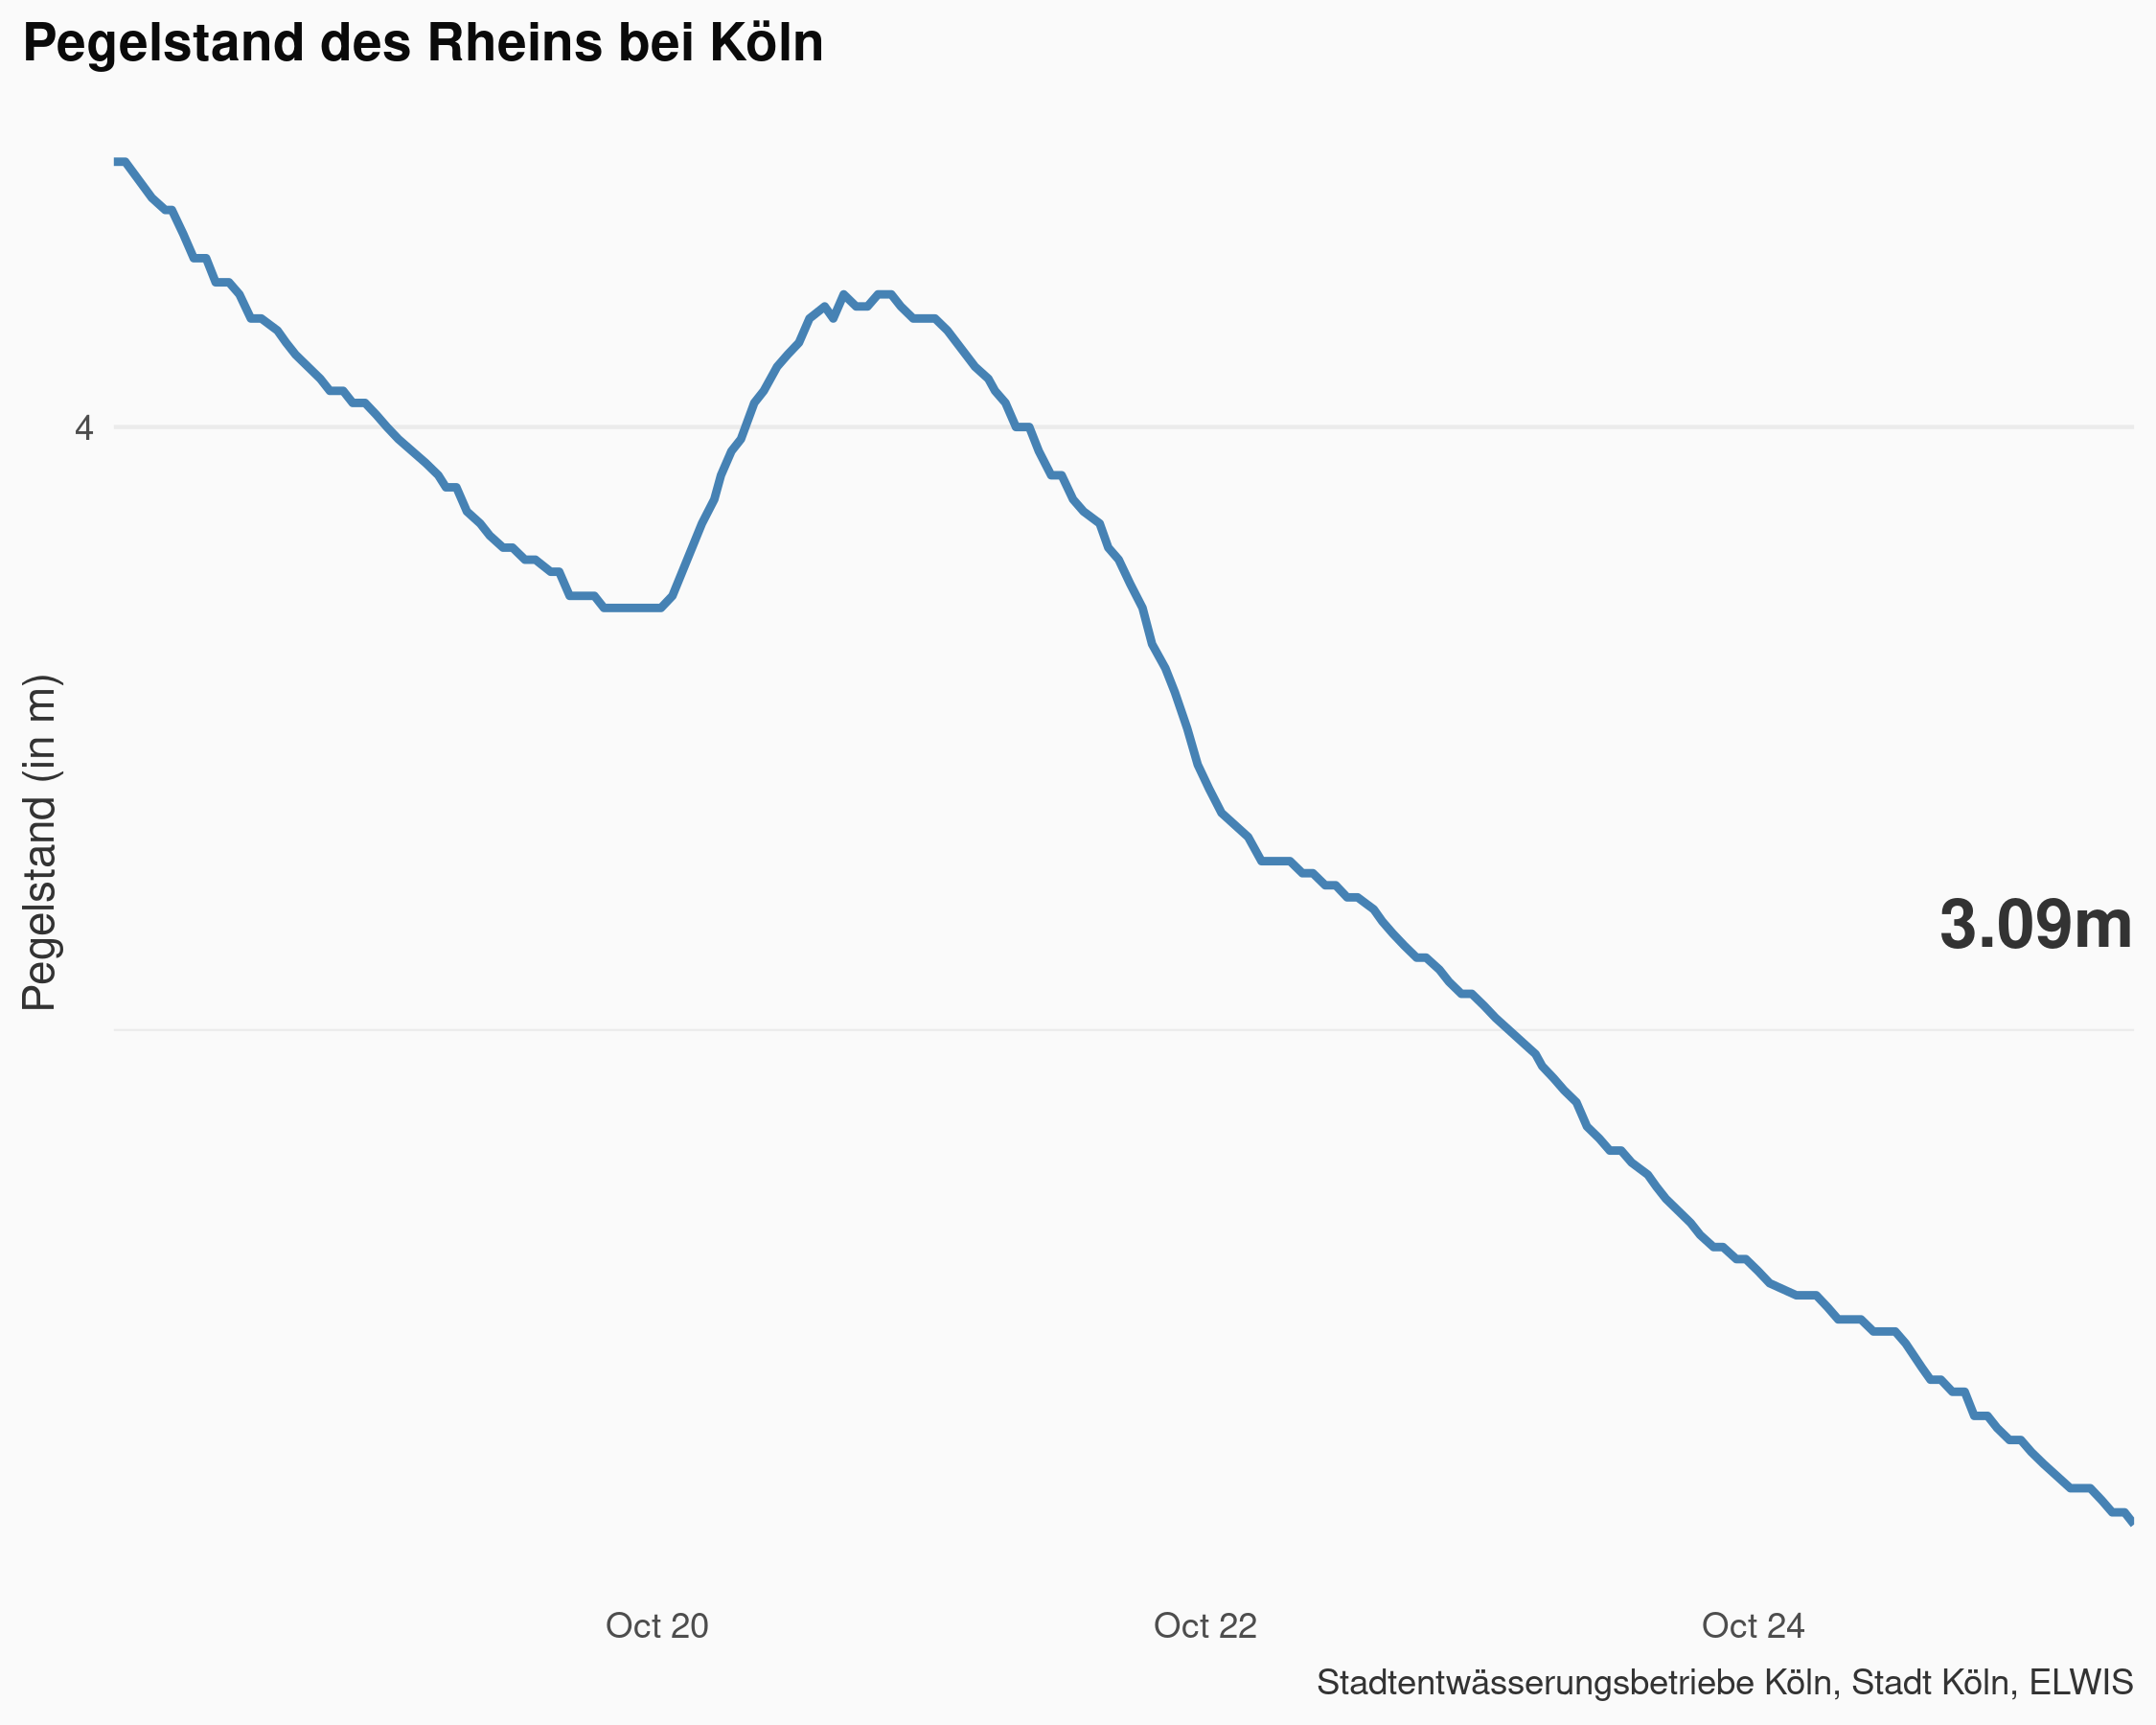 Pegelstand des Rheins bei Köln
Pegelstand (in m)
4
3.09m
Oct 20
Oct 22
Oct 24
Stadtentwässerungsbetriebe Köln, Stadt Köln, ELWIS